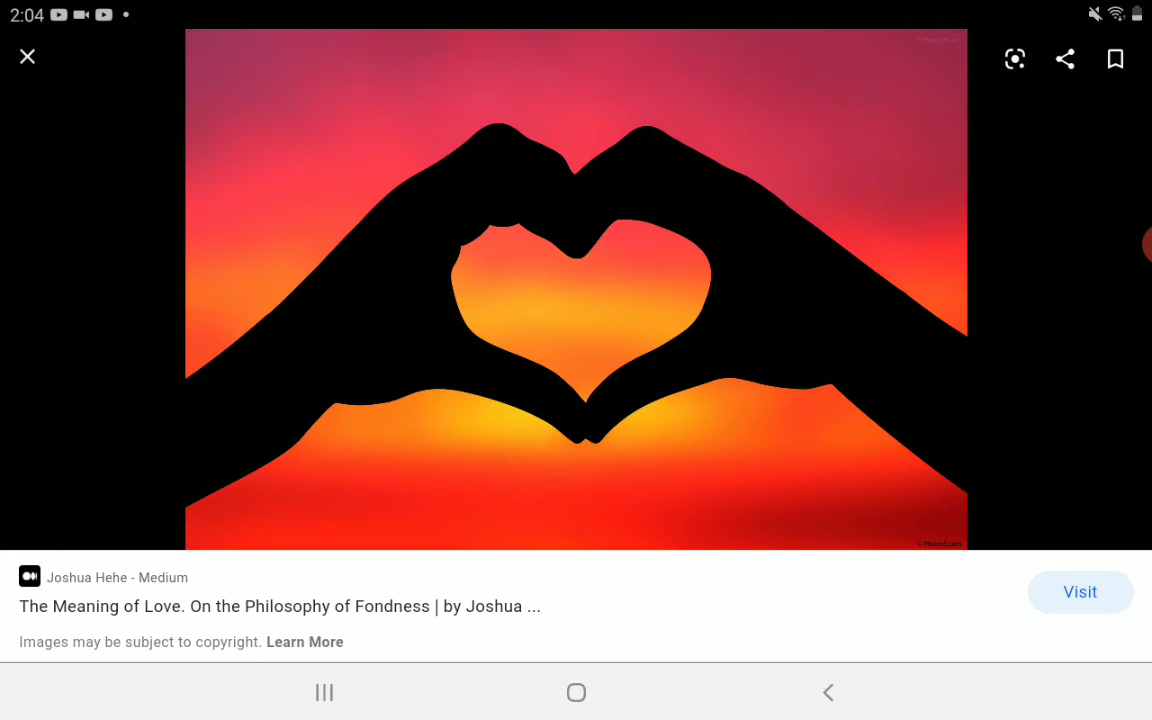 2:04
Joshua Hehe - Medium
The Meaning of Love. On the Philosophy of Fondness | by Joshua ...
Visit
Images may be subject to copyright. Learn More